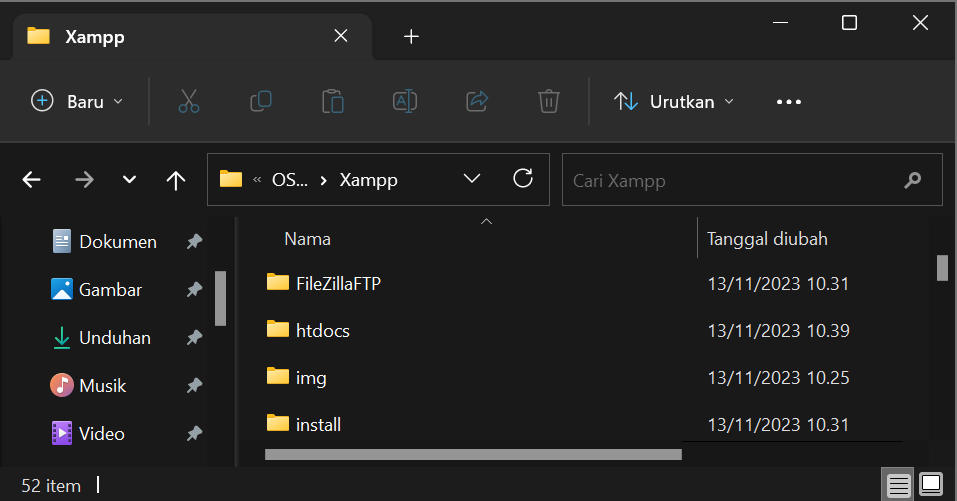 Xampp
Baru
Urutkan
« OS... › Xampp
Cari Xampp
Nama Tanggal diubah
Dokumen
Gambar
Unduhan
Musik
Video
FileZillaFTP 13/11/2023 10.31
htdocs 13/11/2023 10.39
img 13/11/2023 10.25
install 13/11/2023 10.31
52 item